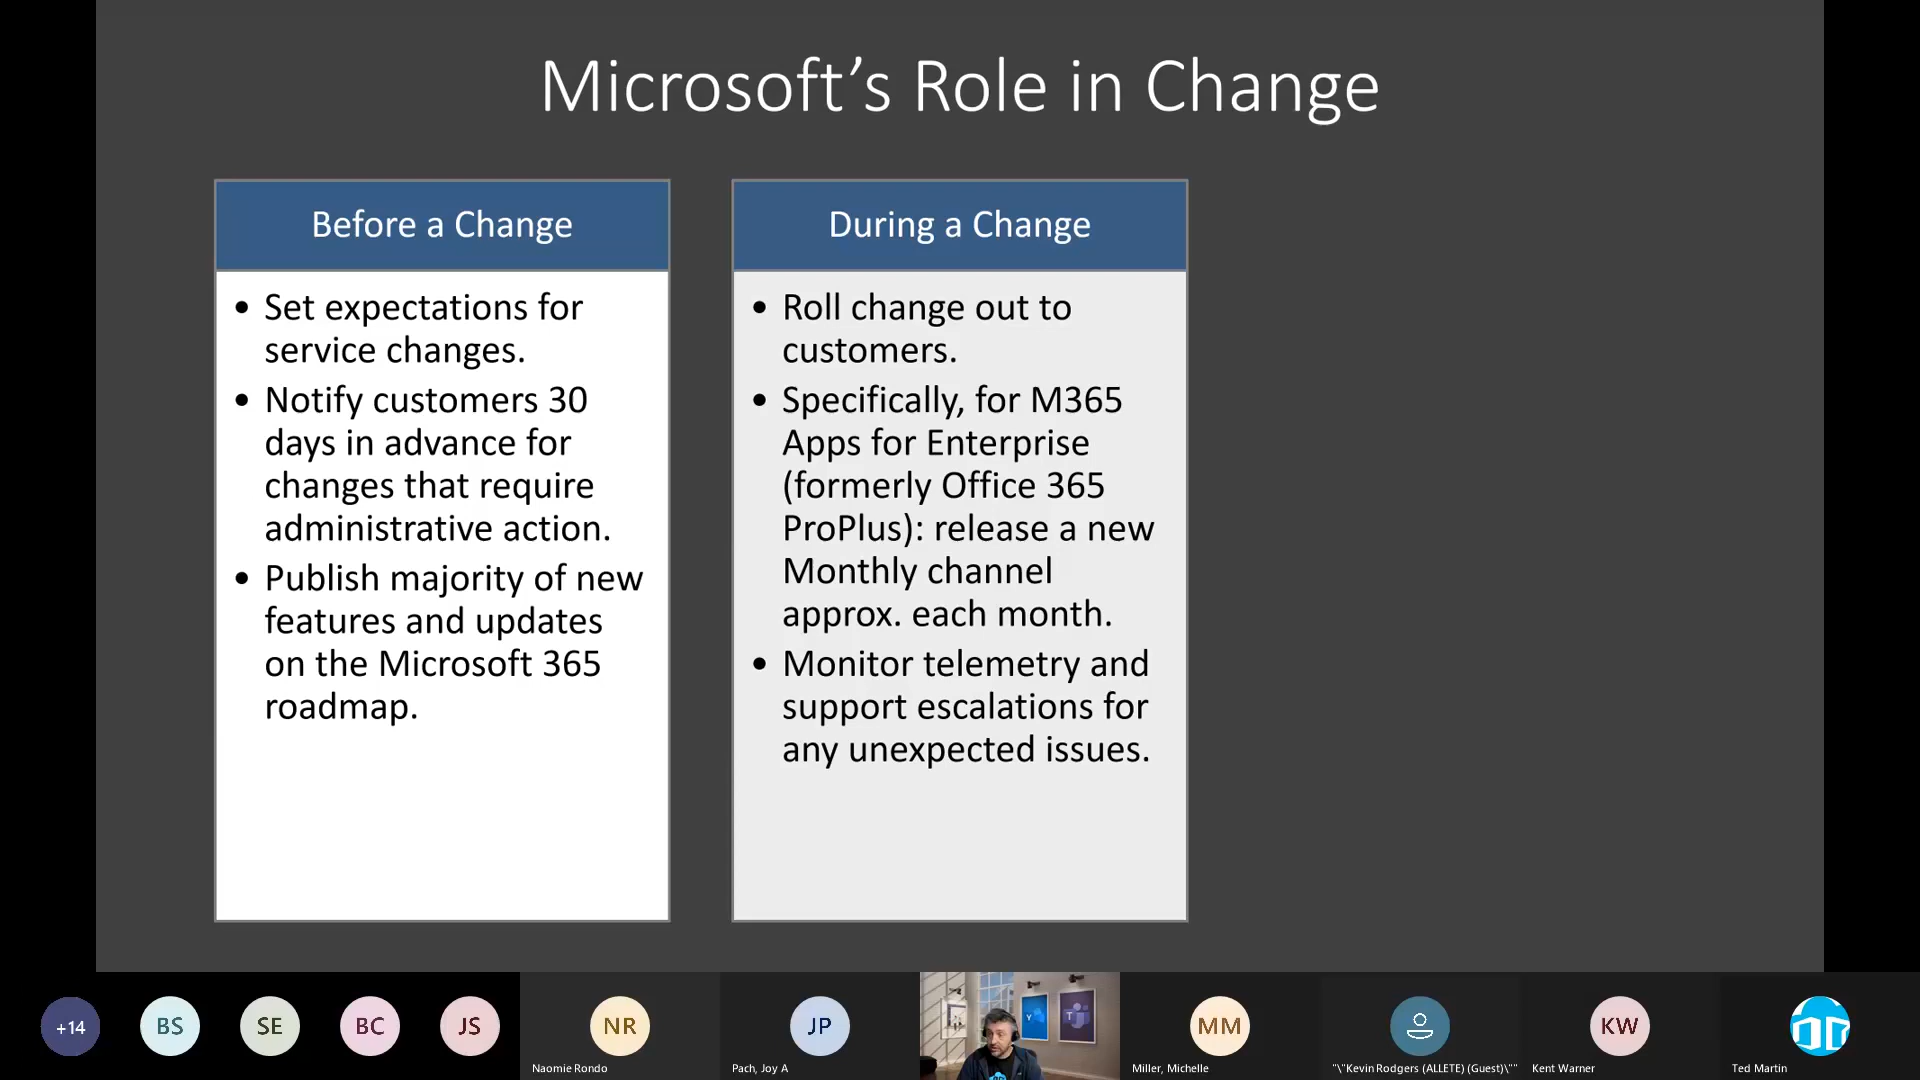 Microsoft’s Role in Change
Before a Change
• Set expectations for
service changes.
• Notify customers 30
days in advance for
changes that require
administrative action.
• Publish majority of new
features and updates
on the Microsoft 365
roadmap.
During a Change
• Roll change out to
customers.
• Specifically, for M365
Apps for Enterprise
(formerly Office 365
ProPlus): release a new
Monthly channel
approx. each month.
• Monitor telemetry and
support escalations for
any unexpected issues.
+14
BS
SE
BC
JS
NR
Naomie Rondo
JP
Pach, Joy A
Y
T
MM
Miller, Michelle
"\"Kevin Rodgers (ALLETE) (Guest)\""
KW
Kent Warner
Ted Martin